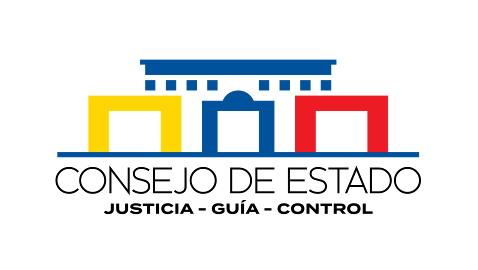 CONSEJO DE ESTADO
JUSTICIA – GUÍA – CONTROL